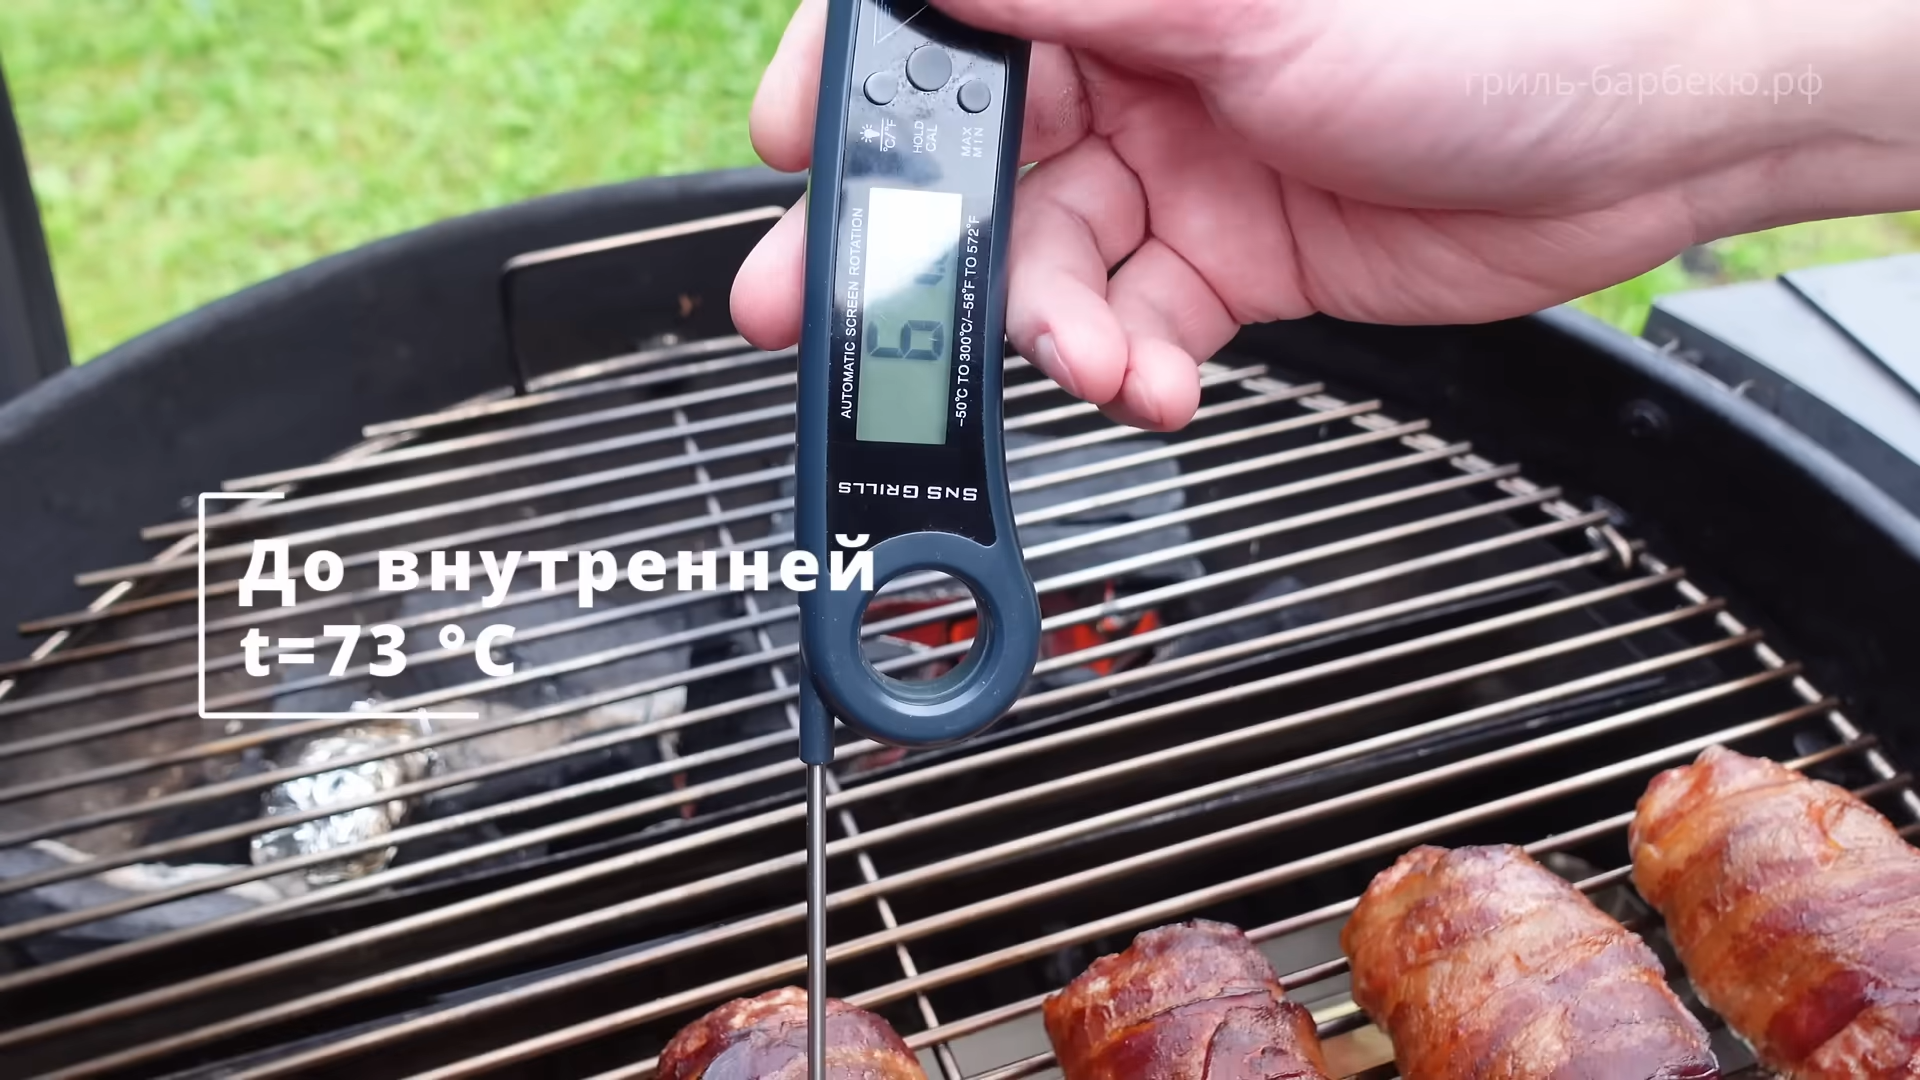 гриль-барбекю.рф
°C/°F
HOLD
CAL
MAX
MIN
AUTOMATIC SCREEN ROTATION
-50°C TO 300°C/-58°F TO 572°F
SNS GRILLS
До внутренней
t=73 °C